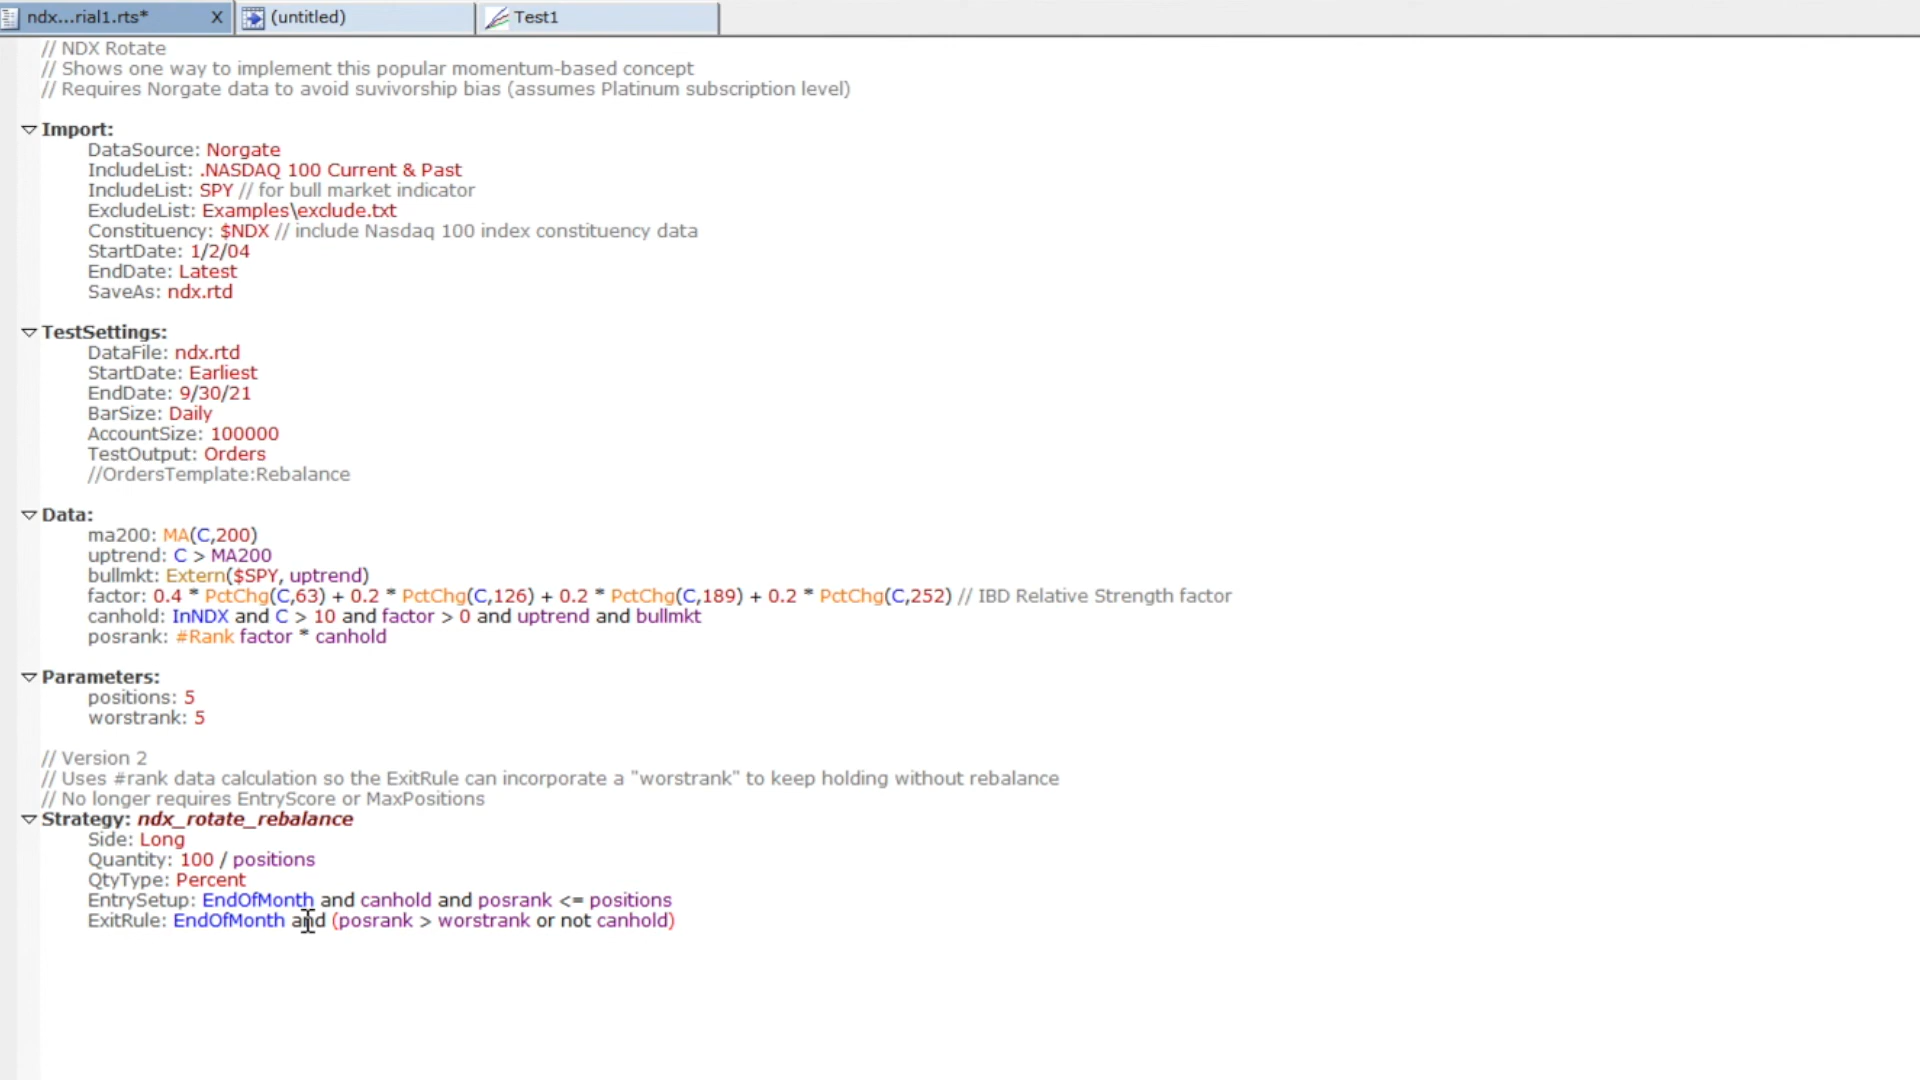 ndx...rial1.rts* X (untitled) Test1
// NDX Rotate
// Shows one way to implement this popular momentum-based concept
// Requires Norgate data to avoid suvivorship bias (assumes Platinum subscription level)
Import:
DataSource: Norgate
IncludeList: .NASDAQ 100 Current & Past
IncludeList: SPY // for bull market indicator
ExcludeList: Examples\exclude.txt
Constituency: $NDX // include Nasdaq 100 index constituency data
StartDate: 1/2/04
EndDate: Latest
SaveAs: ndx.rtd
TestSettings:
DataFile: ndx.rtd
StartDate: Earliest
EndDate: 9/30/21
BarSize: Daily
AccountSize: 100000
TestOutput: Orders
//OrdersTemplate:Rebalance
Data:
ma200: MA(C,200)
uptrend: C > MA200
bullmkt: Extern($SPY, uptrend)
factor: 0.4 * PctChg(C,63) + 0.2 * PctChg(C,126) + 0.2 * PctChg(C,189) + 0.2 * PctChg(C,252) // IBD Relative Strength factor
canhold: InNDX and C > 10 and factor > 0 and uptrend and bullmkt
posrank: #Rank factor * canhold
Parameters:
positions: 5
worstrank: 5
// Version 2
// Uses #rank data calculation so the ExitRule can incorporate a "worstrank" to keep holding without rebalance
// No longer requires EntryScore or MaxPositions
Strategy: ndx_rotate_rebalance
Side: Long
Quantity: 100 / positions
QtyType: Percent
EntrySetup: EndOfMonth and canhold and posrank <= positions
ExitRule: EndOfMonth and (posrank > worstrank or not canhold)